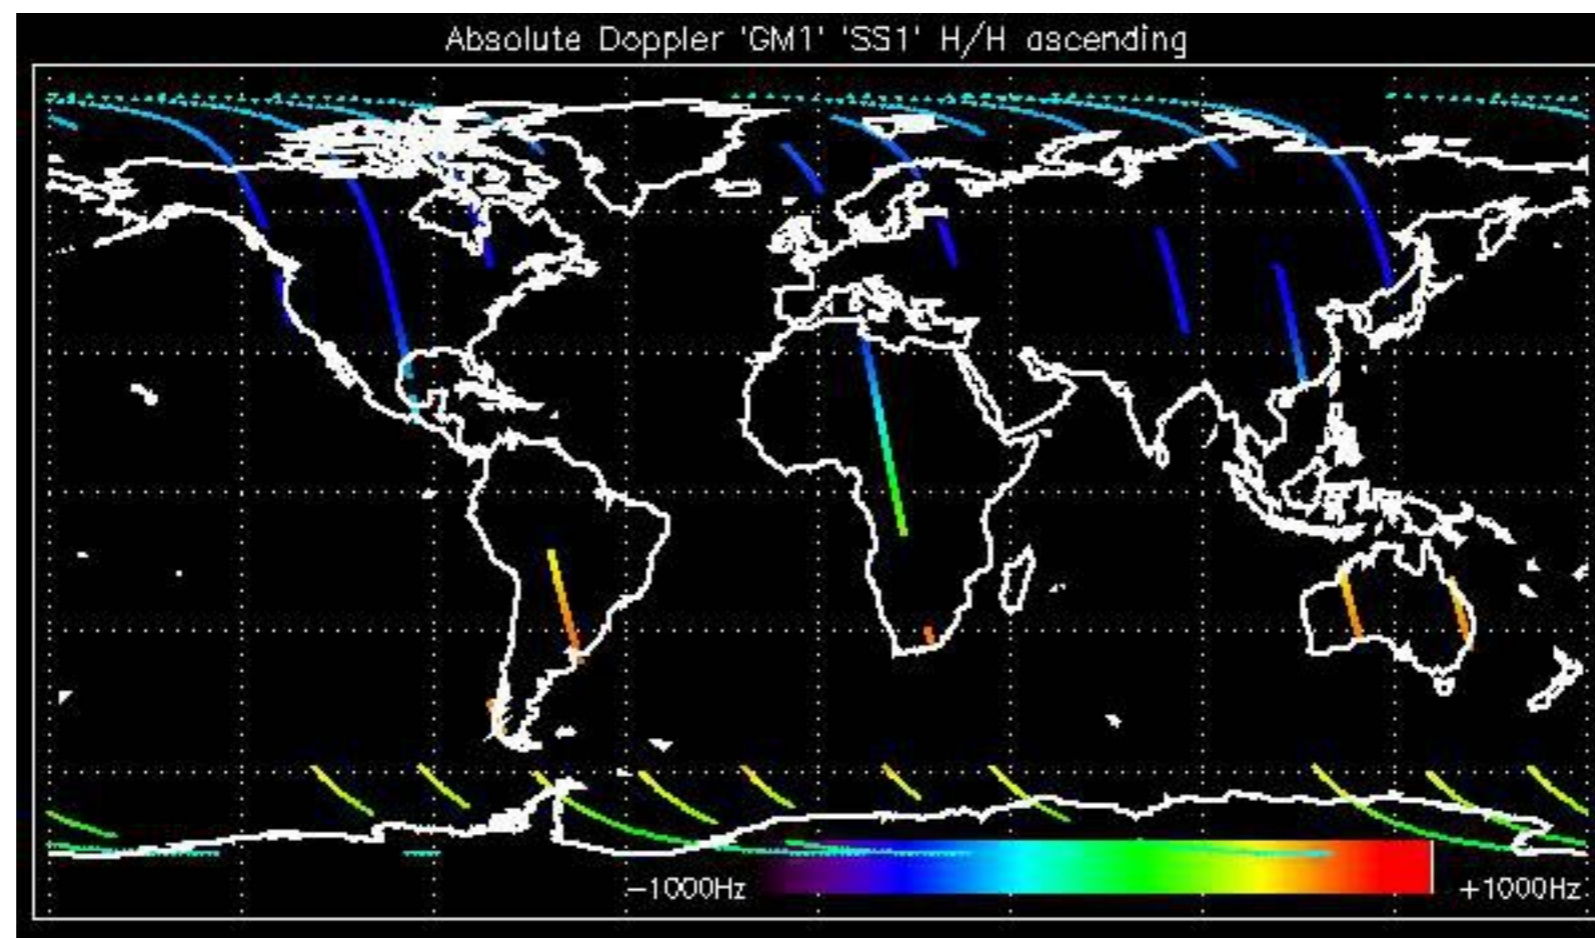 Absolute Doppler 'GM1' 'SS1' H/H ascending
−1000Hz
+1000Hz